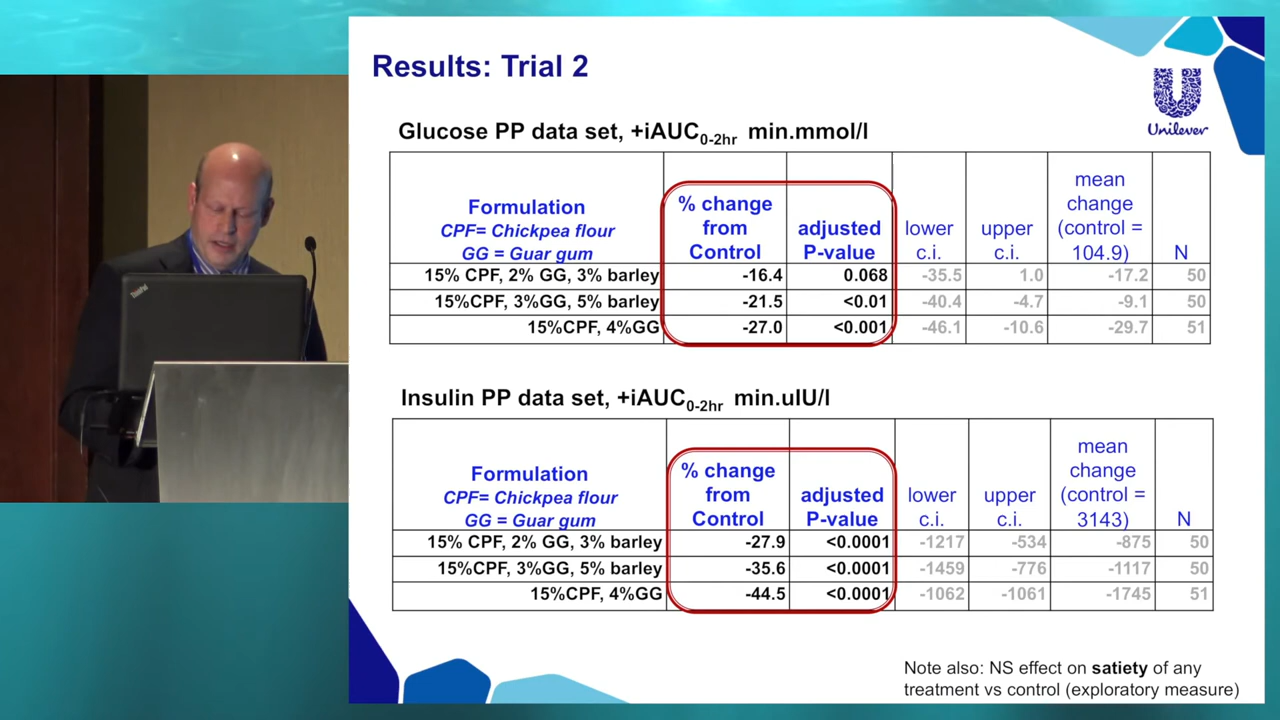 Results: Trial 2
Unilever
Glucose PP data set, +iAUC0-2hr min.mmol/l
Formulation
CPF= Chickpea flour
GG = Guar gum
% change
from
Control
adjusted
P-value
lower
c.i.
upper
c.i.
mean
change
(control =
104.9)
N
15% CPF, 2% GG, 3% barley -16.4 0.068 -35.5 1.0 -17.2 50
15%CPF, 3%GG, 5% barley -21.5 <0.01 -40.4 -4.7 -9.1 50
15%CPF, 4%GG -27.0 <0.001 -46.1 -10.6 -29.7 51
Insulin PP data set, +iAUC0-2hr min.uIU/l
Formulation
CPF= Chickpea flour
GG = Guar gum
% change
from
Control
adjusted
P-value
lower
c.i.
upper
c.i.
mean
change
(control =
3143)
N
15% CPF, 2% GG, 3% barley -27.9 <0.0001 -1217 -534 -875 50
15%CPF, 3%GG, 5% barley -35.6 <0.0001 -1459 -776 -1117 50
15%CPF, 4%GG -44.5 <0.0001 -1062 -1061 -1745 51
Note also: NS effect on satiety of any
treatment vs control (exploratory measure)
ThinkPad